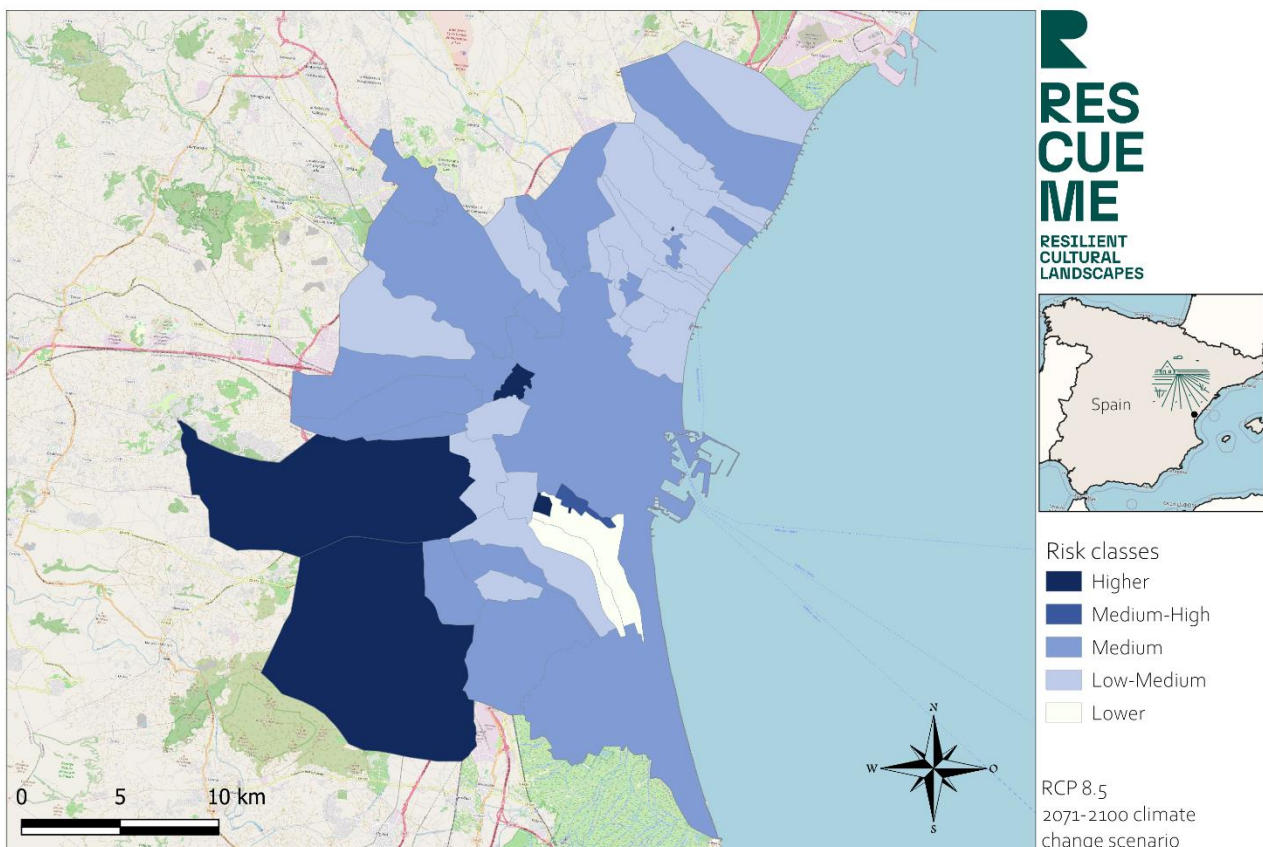 R
RES
CUE
ME
RESILIENT
CULTURAL
LANDSCAPES
Spain
Risk classes
Higher
Medium-High
Medium
Low-Medium
Lower
N
W
O
S
0 5 10 km
RCP 8.5
2071-2100 climate
change scenario